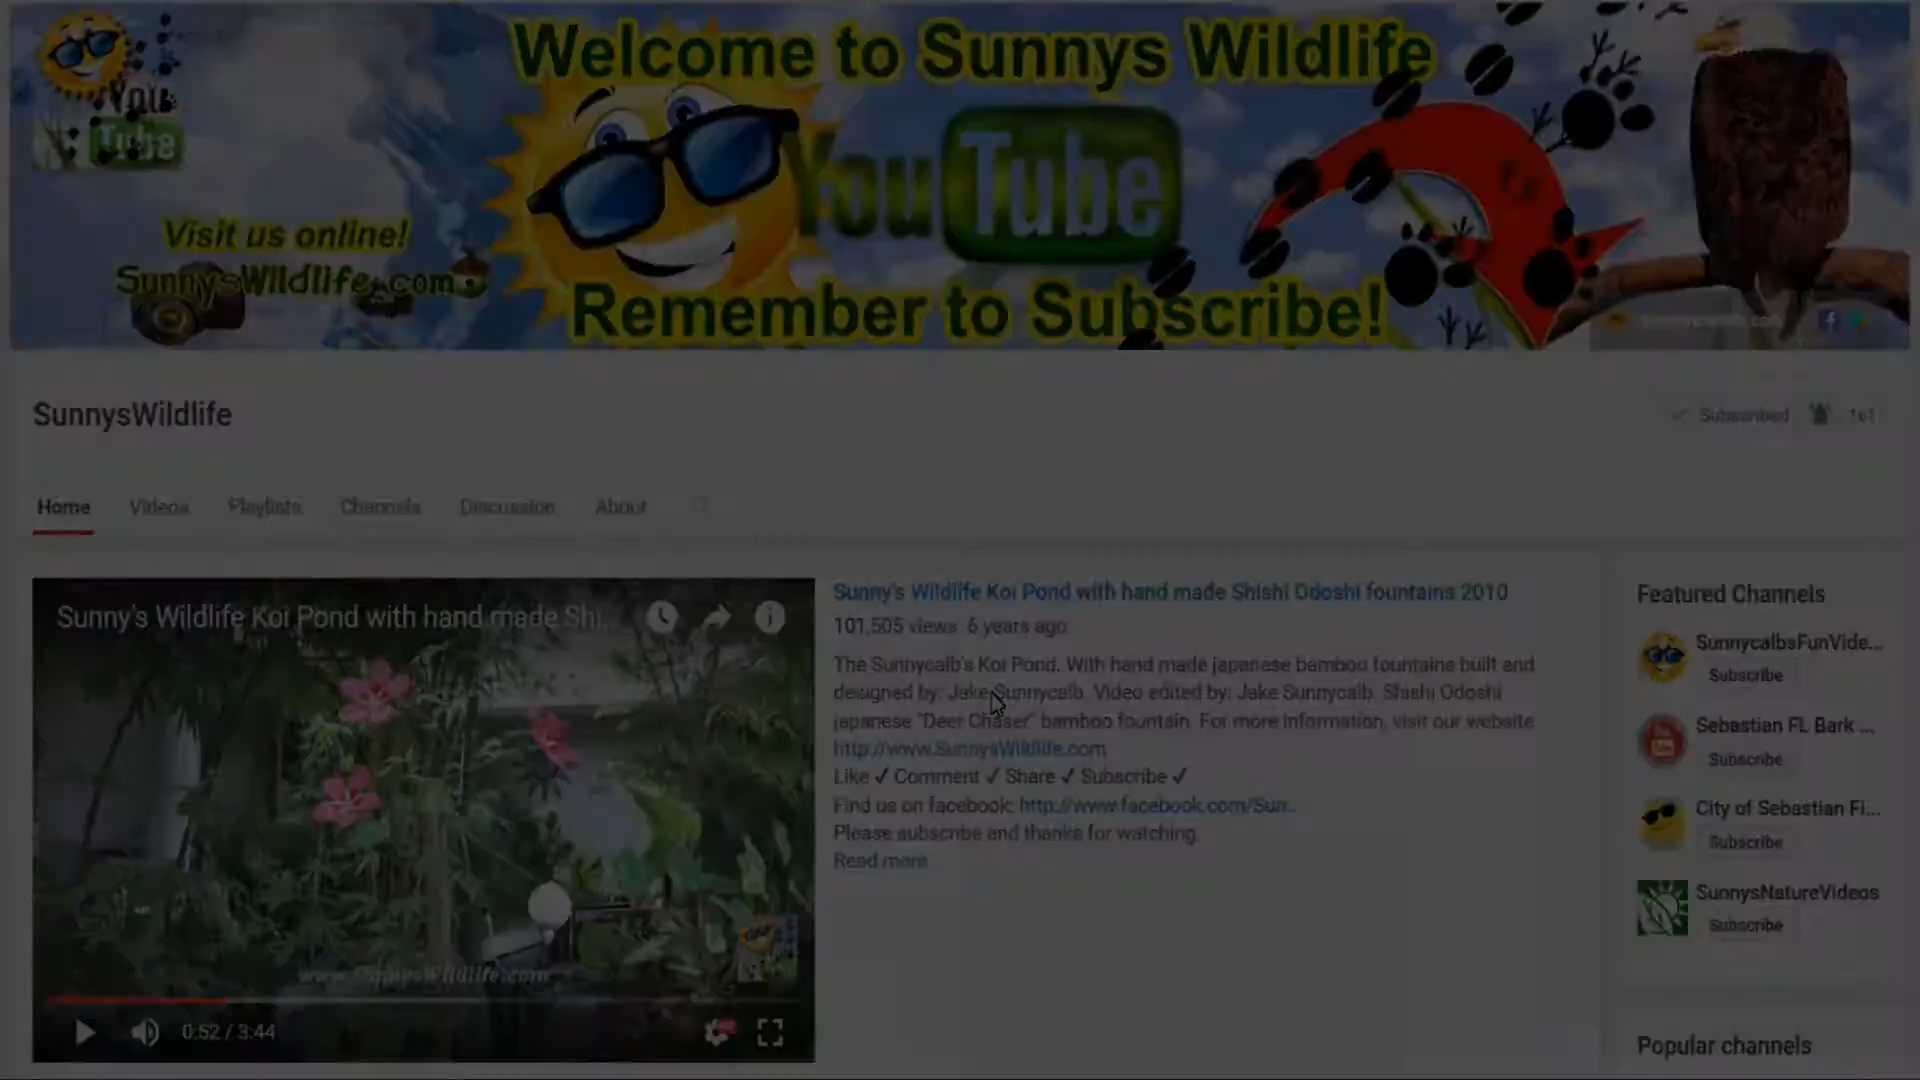 Welcome to Sunnys Wildlife
You
Tube
YouTube
Visit us online!
SunnysWildlife.com
Remember to Subscribe!
SunnysWildlife
Subscribed 161
Home Videos Playlists Channels Discussion About
Sunny's Wildlife Koi Pond with hand made Shi...
www.SunnysWildlife.com
0:52 / 3:44
Sunny's Wildlife Koi Pond with hand made Shishi Odoshi fountains 2010
101,505 views 6 years ago
The Sunnycalb's Koi Pond. With hand made japanese bamboo fountains built and
designed by: Jake Sunnycalb. Video edited by: Jake Sunnycalb. Shishi Odoshi
japanese "Deer Chaser" bamboo fountain. For more information, visit our website
http://www.SunnysWildlife.com
Like ✓ Comment ✓ Share ✓ Subscribe ✓
Find us on facebook: http://www.facebook.com/Sun...
Please subscribe and thanks for watching.
Read more
Featured Channels
SunnycalbsFunVide...
Subscribe
Sebastian FL Bark ...
Subscribe
City of Sebastian Fl...
Subscribe
SunnysNatureVideos
Subscribe
Popular channels